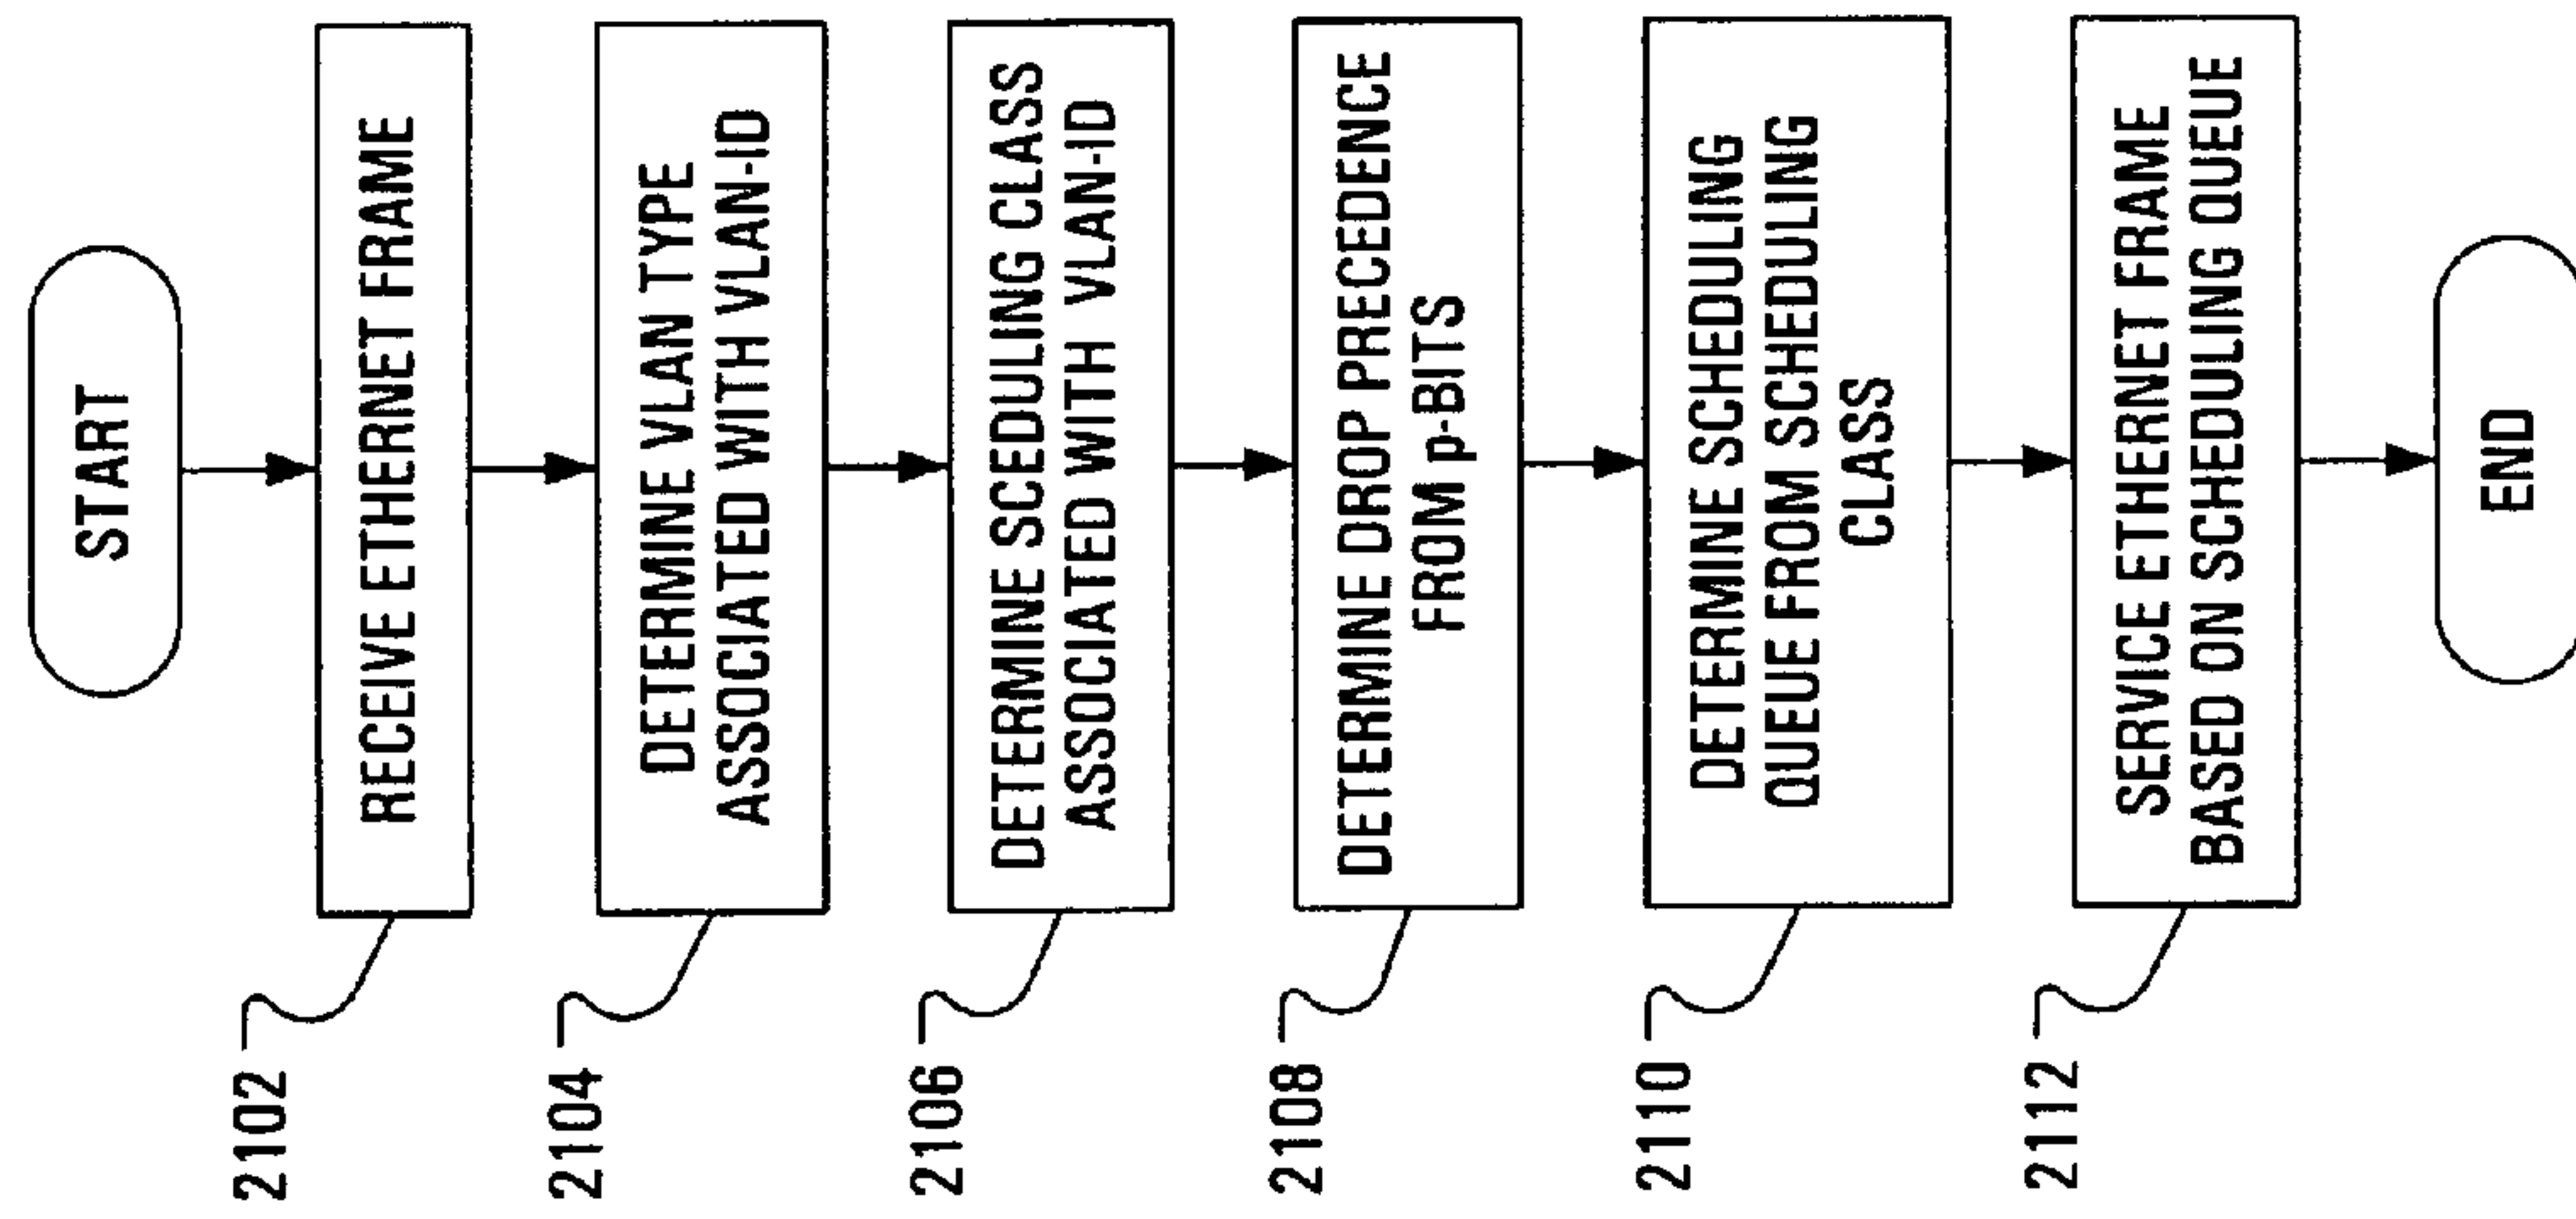 START
2102
RECEIVE ETHERNET FRAME
2104
DETERMINE VLAN TYPE
ASSOCIATED WITH VLAN-ID
2106
DETERMINE SCEDULING CLASS
ASSOCIATED WITH VLAN-ID
2108
DETERMINE DROP PRECEDENCE
FROM p-BITS
2110
DETERMINE SCHEDULING
QUEUE FROM SCHEDULING
CLASS
2112
SERVICE ETHERNET FRAME
BASED ON SCHEDULING QUEUE
END